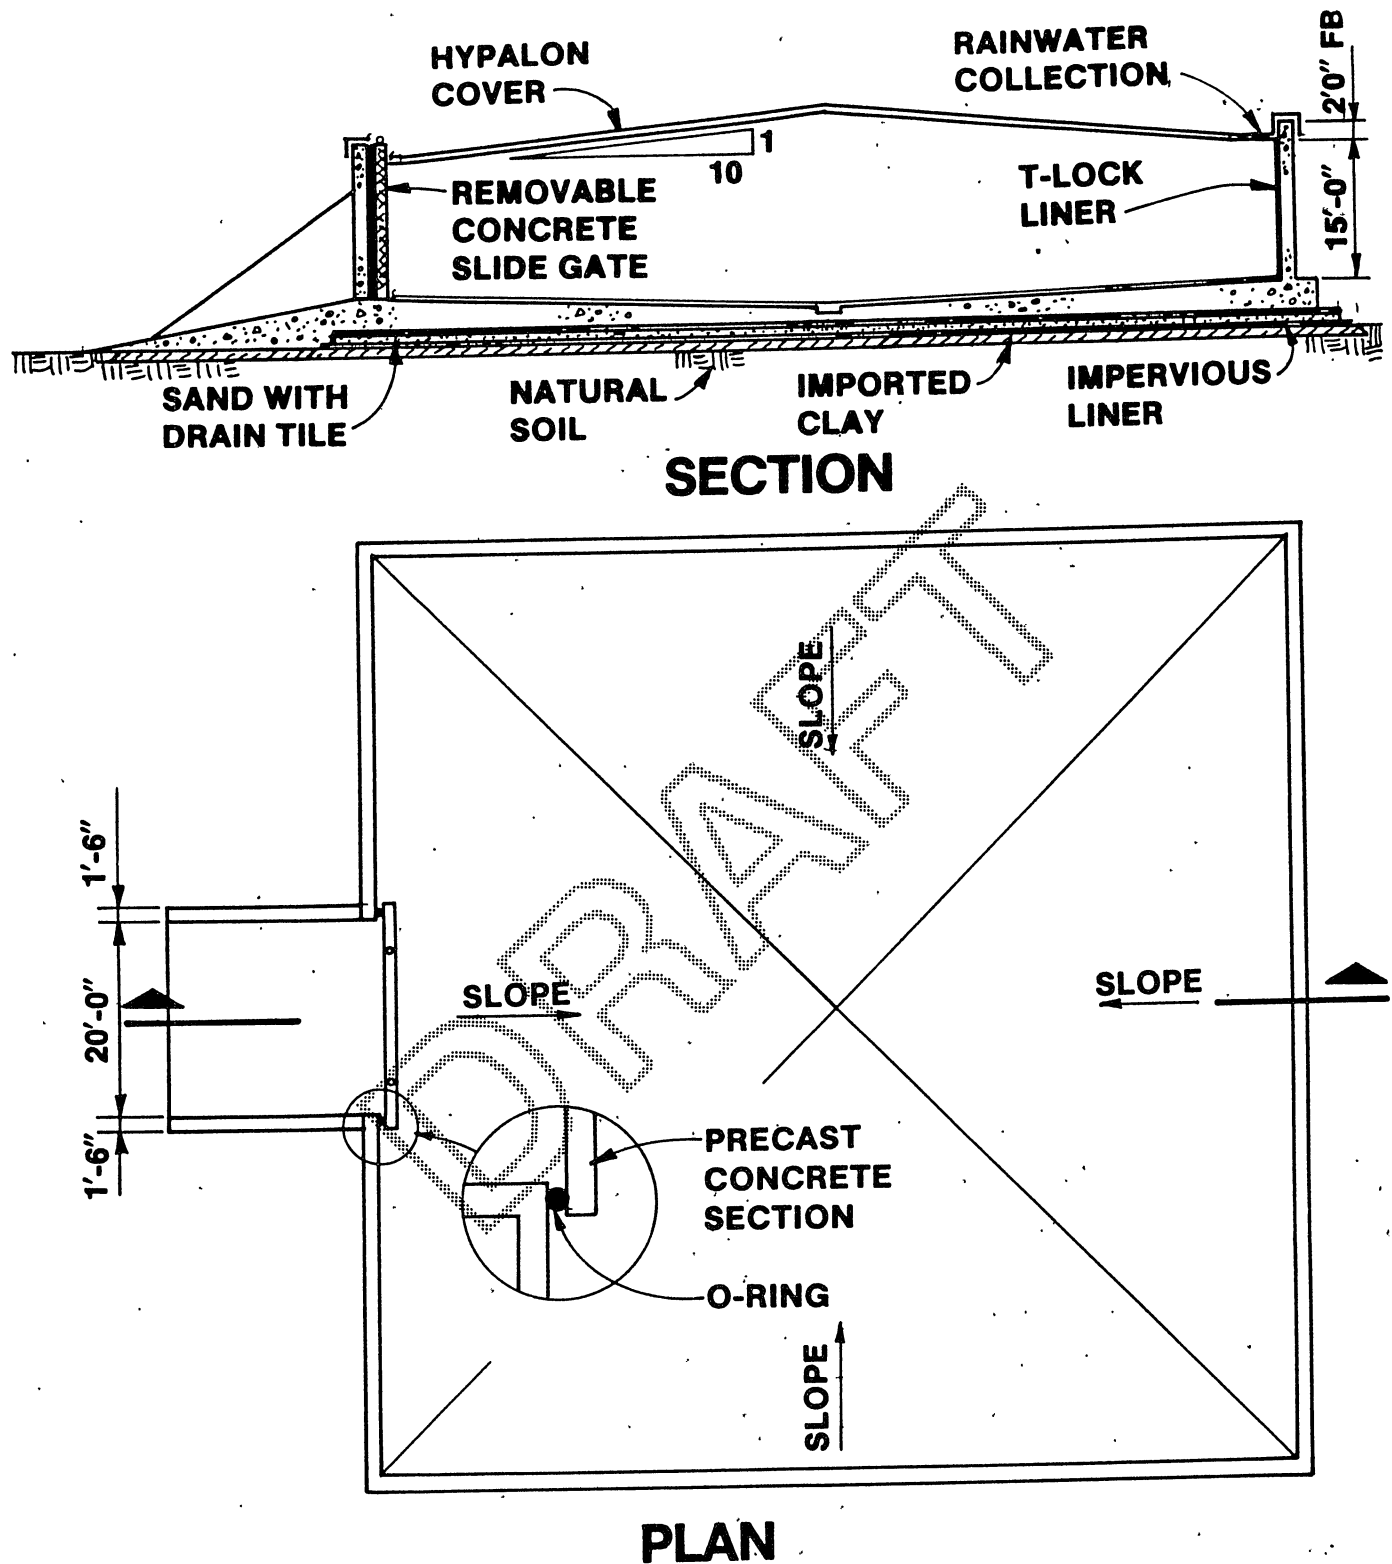 HYPALON
COVER
RAINWATER
COLLECTION
2'0" FB
1
10
REMOVABLE
CONCRETE
SLIDE GATE
T-LOCK
LINER
15'-0"
SAND WITH
DRAIN TILE
NATURAL
SOIL
IMPORTED
CLAY
IMPERVIOUS
LINER
SECTION
DRAFT
SLOPE
1'-6"
20'-0"
1'-6"
SLOPE
SLOPE
PRECAST
CONCRETE
SECTION
O-RING
SLOPE
PLAN